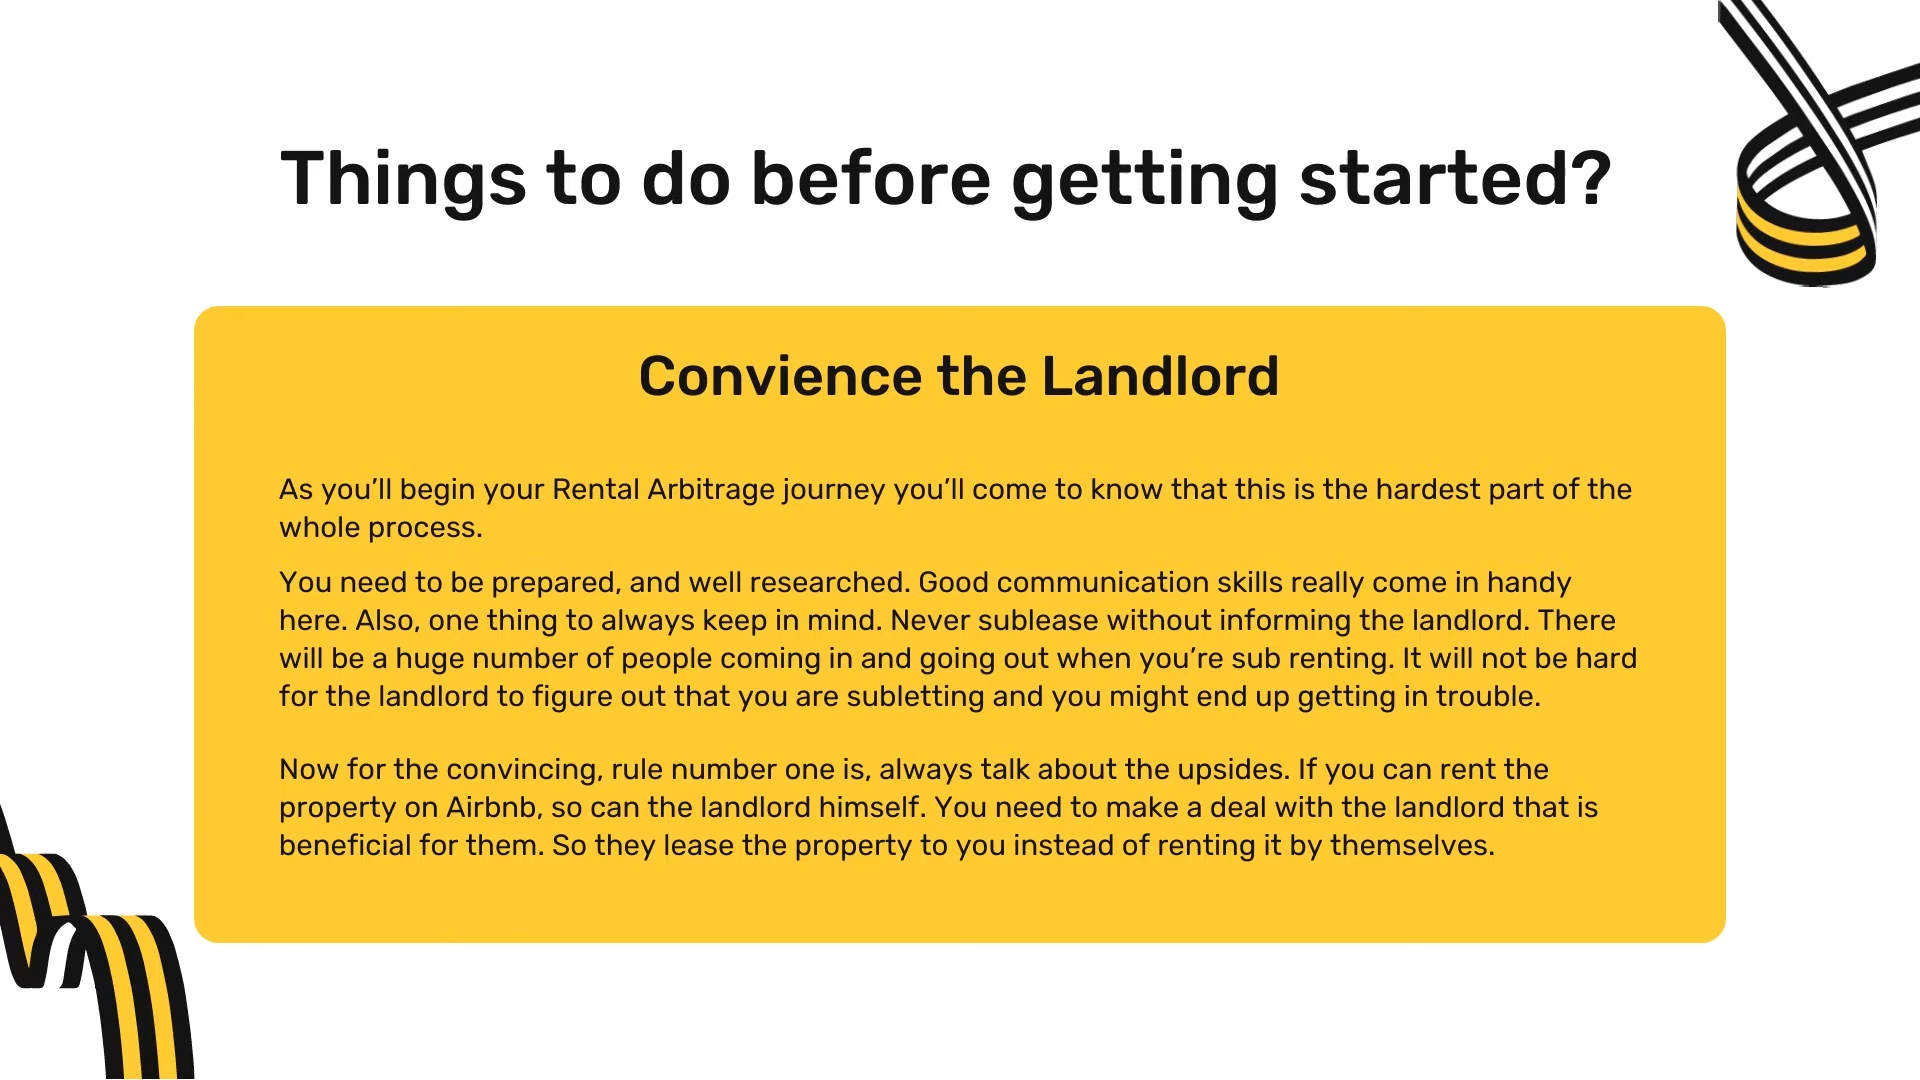 Things to do before getting started?
Convience the Landlord
As you’ll begin your Rental Arbitrage journey you’ll come to know that this is the hardest part of the
whole process.
You need to be prepared, and well researched. Good communication skills really come in handy
here. Also, one thing to always keep in mind. Never sublease without informing the landlord. There
will be a huge number of people coming in and going out when you’re sub renting. It will not be hard
for the landlord to figure out that you are subletting and you might end up getting in trouble.
Now for the convincing, rule number one is, always talk about the upsides. If you can rent the
property on Airbnb, so can the landlord himself. You need to make a deal with the landlord that is
beneficial for them. So they lease the property to you instead of renting it by themselves.